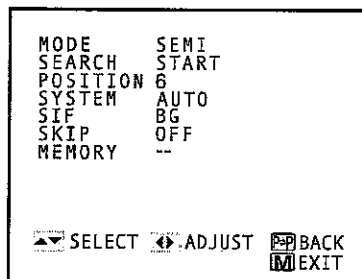 MODE SEMI
SEARCH START
POSITION 6
SYSTEM AUTO
SIF BG
SKIP OFF
MEMORY --
SELECT ADJUST P•P BACK
M EXIT